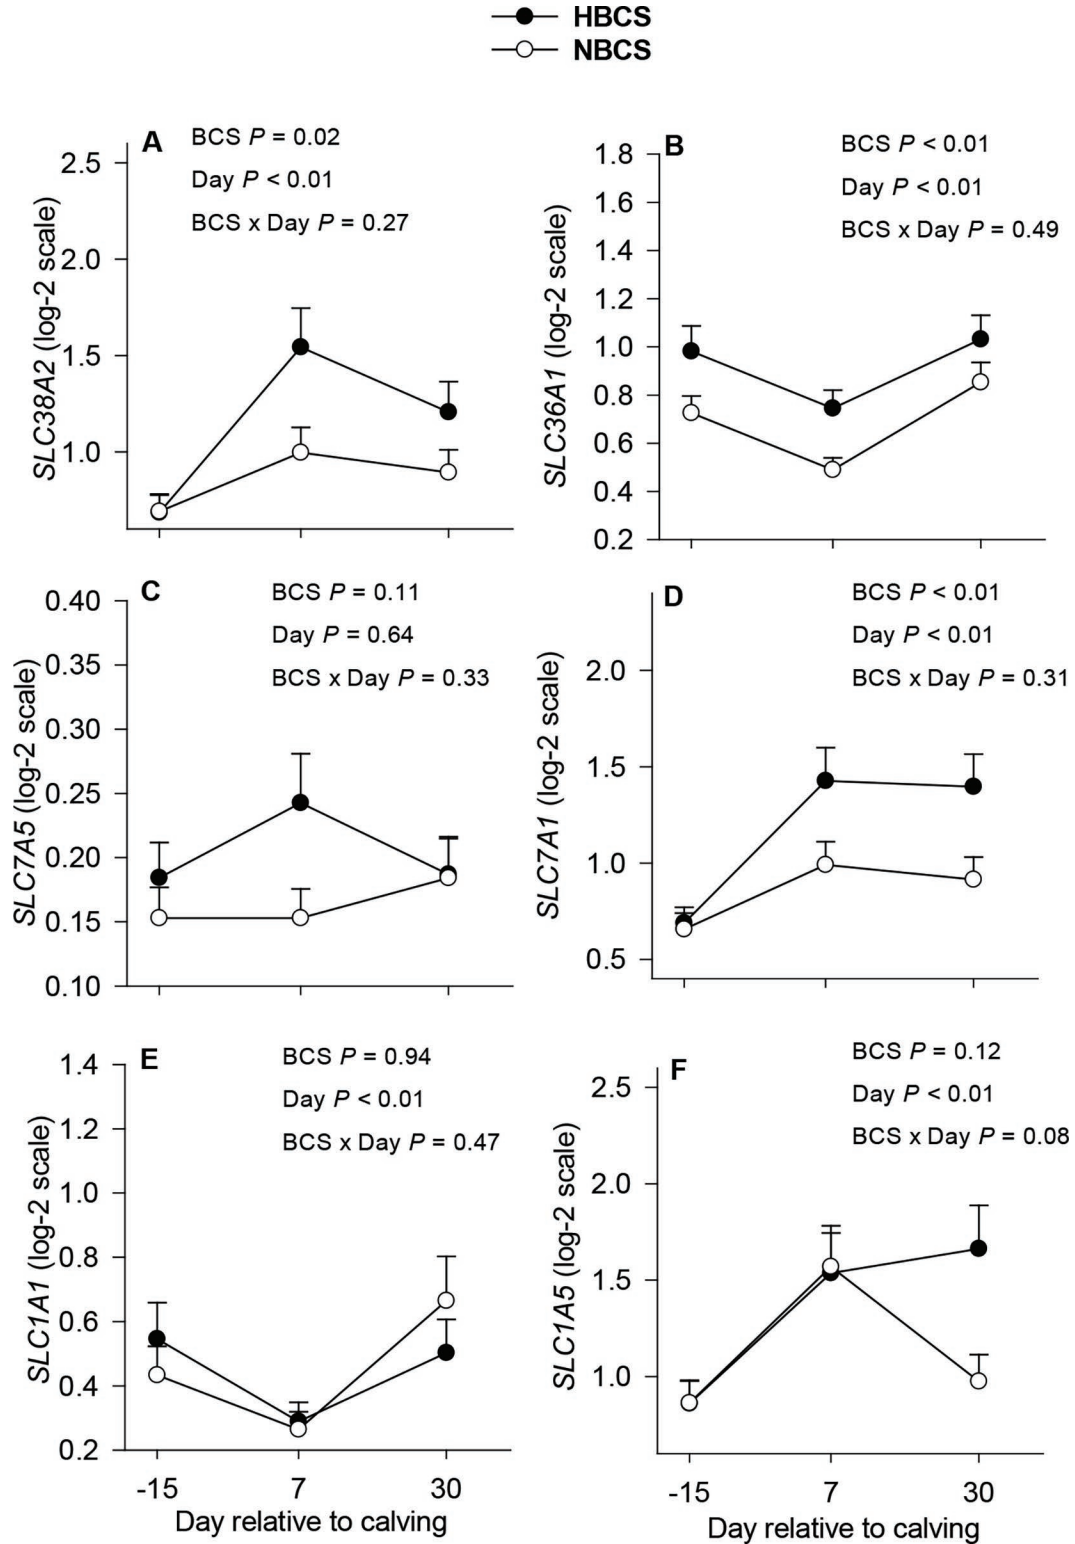 HBCS
NBCS
A
BCS P = 0.02
Day P < 0.01
BCS x Day P = 0.27
SLC38A2 (log-2 scale)
2.5
2.0
1.5
1.0
B
BCS P < 0.01
Day P < 0.01
BCS x Day P = 0.49
SLC36A1 (log-2 scale)
1.8
1.6
1.4
1.2
1.0
0.8
0.6
0.4
0.2
C
BCS P = 0.11
Day P = 0.64
BCS x Day P = 0.33
SLC7A5 (log-2 scale)
0.40
0.35
0.30
0.25
0.20
0.15
0.10
D
BCS P < 0.01
Day P < 0.01
BCS x Day P = 0.31
SLC7A1 (log-2 scale)
2.0
1.5
1.0
0.5
E
BCS P = 0.94
Day P < 0.01
BCS x Day P = 0.47
SLC1A1 (log-2 scale)
1.4
1.2
1.0
0.8
0.6
0.4
0.2
-15 7 30
Day relative to calving
F
BCS P = 0.12
Day P < 0.01
BCS x Day P = 0.08
SLC1A5 (log-2 scale)
2.5
2.0
1.5
1.0
-15 7 30
Day relative to calving